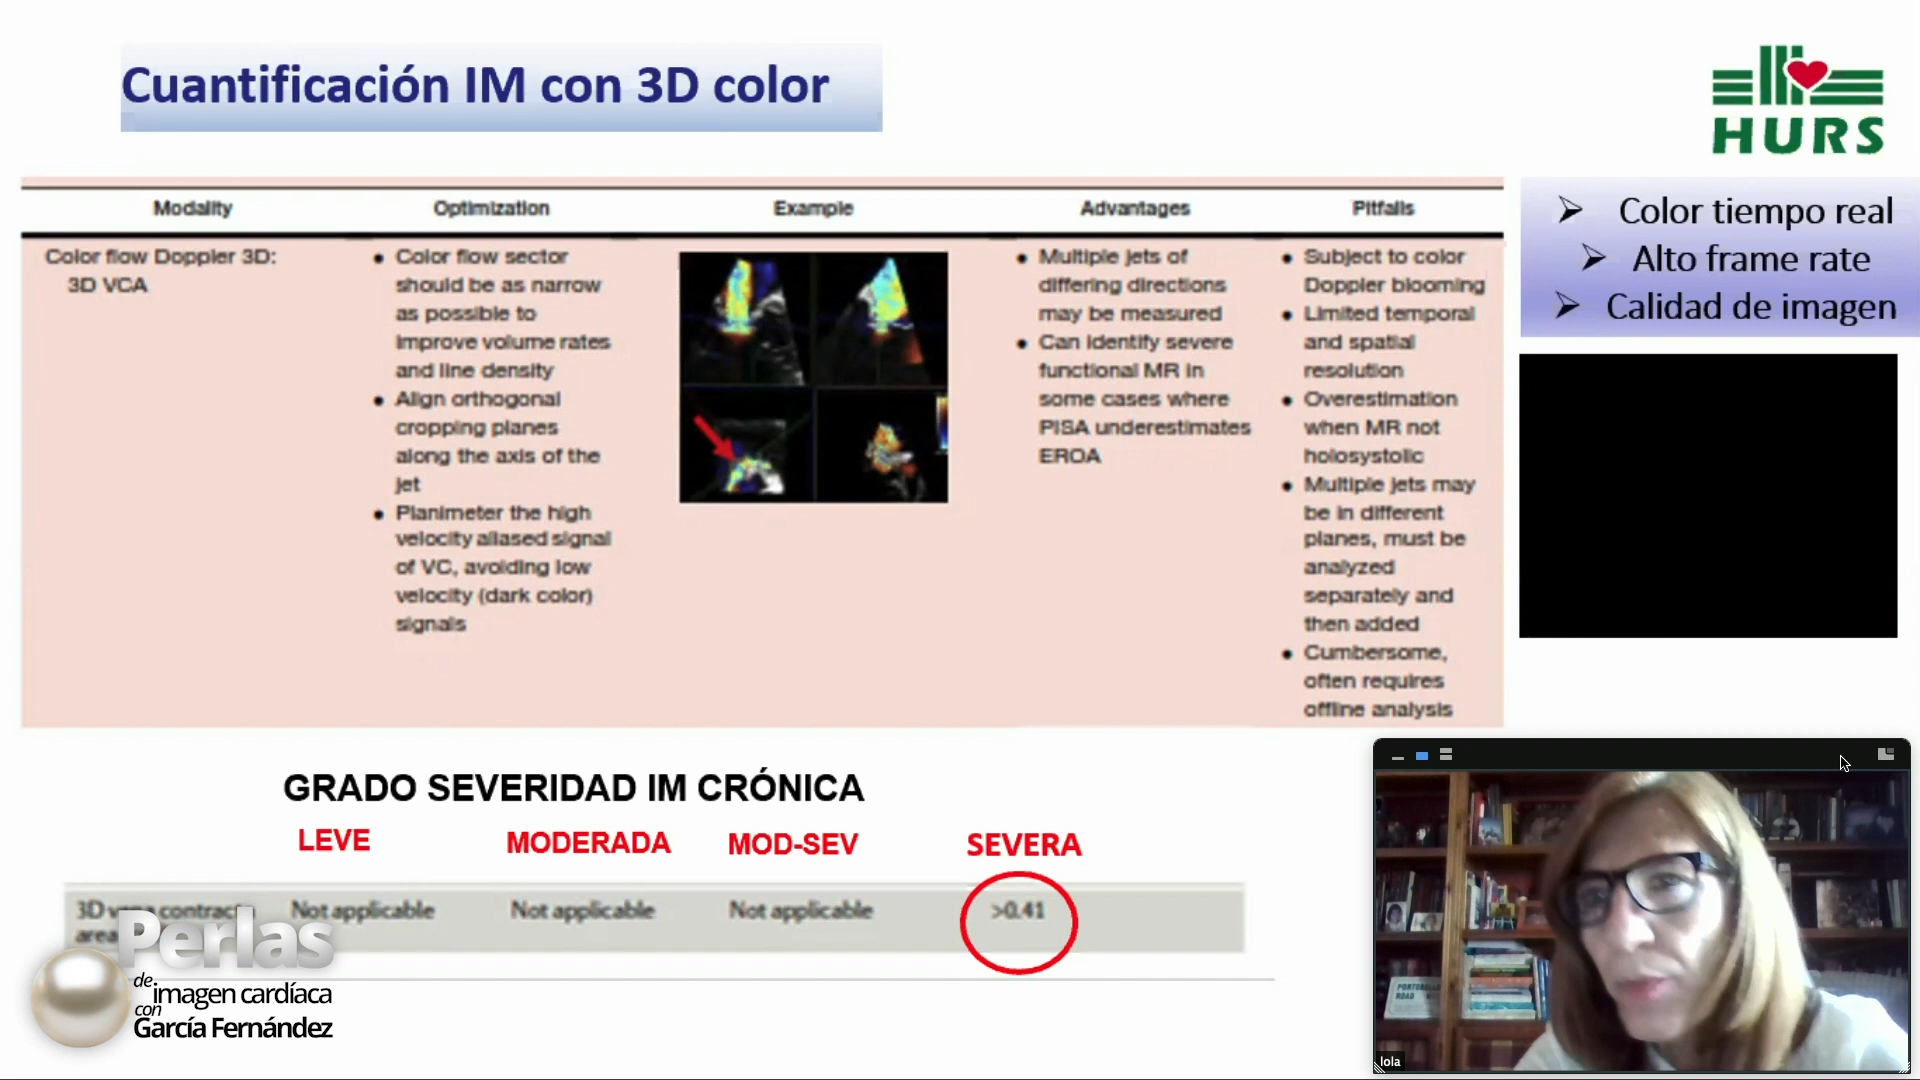 Cuantificación IM con 3D color
HURS
Modality
Optimization
Example
Advantages
Pitfalls
Color flow Doppler 3D:
3D VCA
• Color flow sector
should be as narrow
as possible to
improve volume rates
and line density
• Align orthogonal
cropping planes
along the axis of the
jet
• Planimeter the high
velocity aliased signal
of VC, avoiding low
velocity (dark color)
signals
• Multiple jets of
differing directions
may be measured
• Can identify severe
functional MR in
some cases where
PISA underestimates
EROA
• Subject to color
Doppler blooming
• Limited temporal
and spatial
resolution
• Overestimation
when MR not
holosystolic
• Multiple jets may
be in different
planes, must be
analyzed
separately and
then added
• Cumbersome,
often requires
offline analysis
➢ Color tiempo real
➢ Alto frame rate
➢ Calidad de imagen
GRADO SEVERIDAD IM CRÓNICA
LEVE
MODERADA
MOD-SEV
SEVERA
3D contracta
Not applicable
Not applicable
Not applicable
>0.41
Perlas
de
imagen cardíaca
con
García Fernández
PORTOBELLO
ROAD
lola